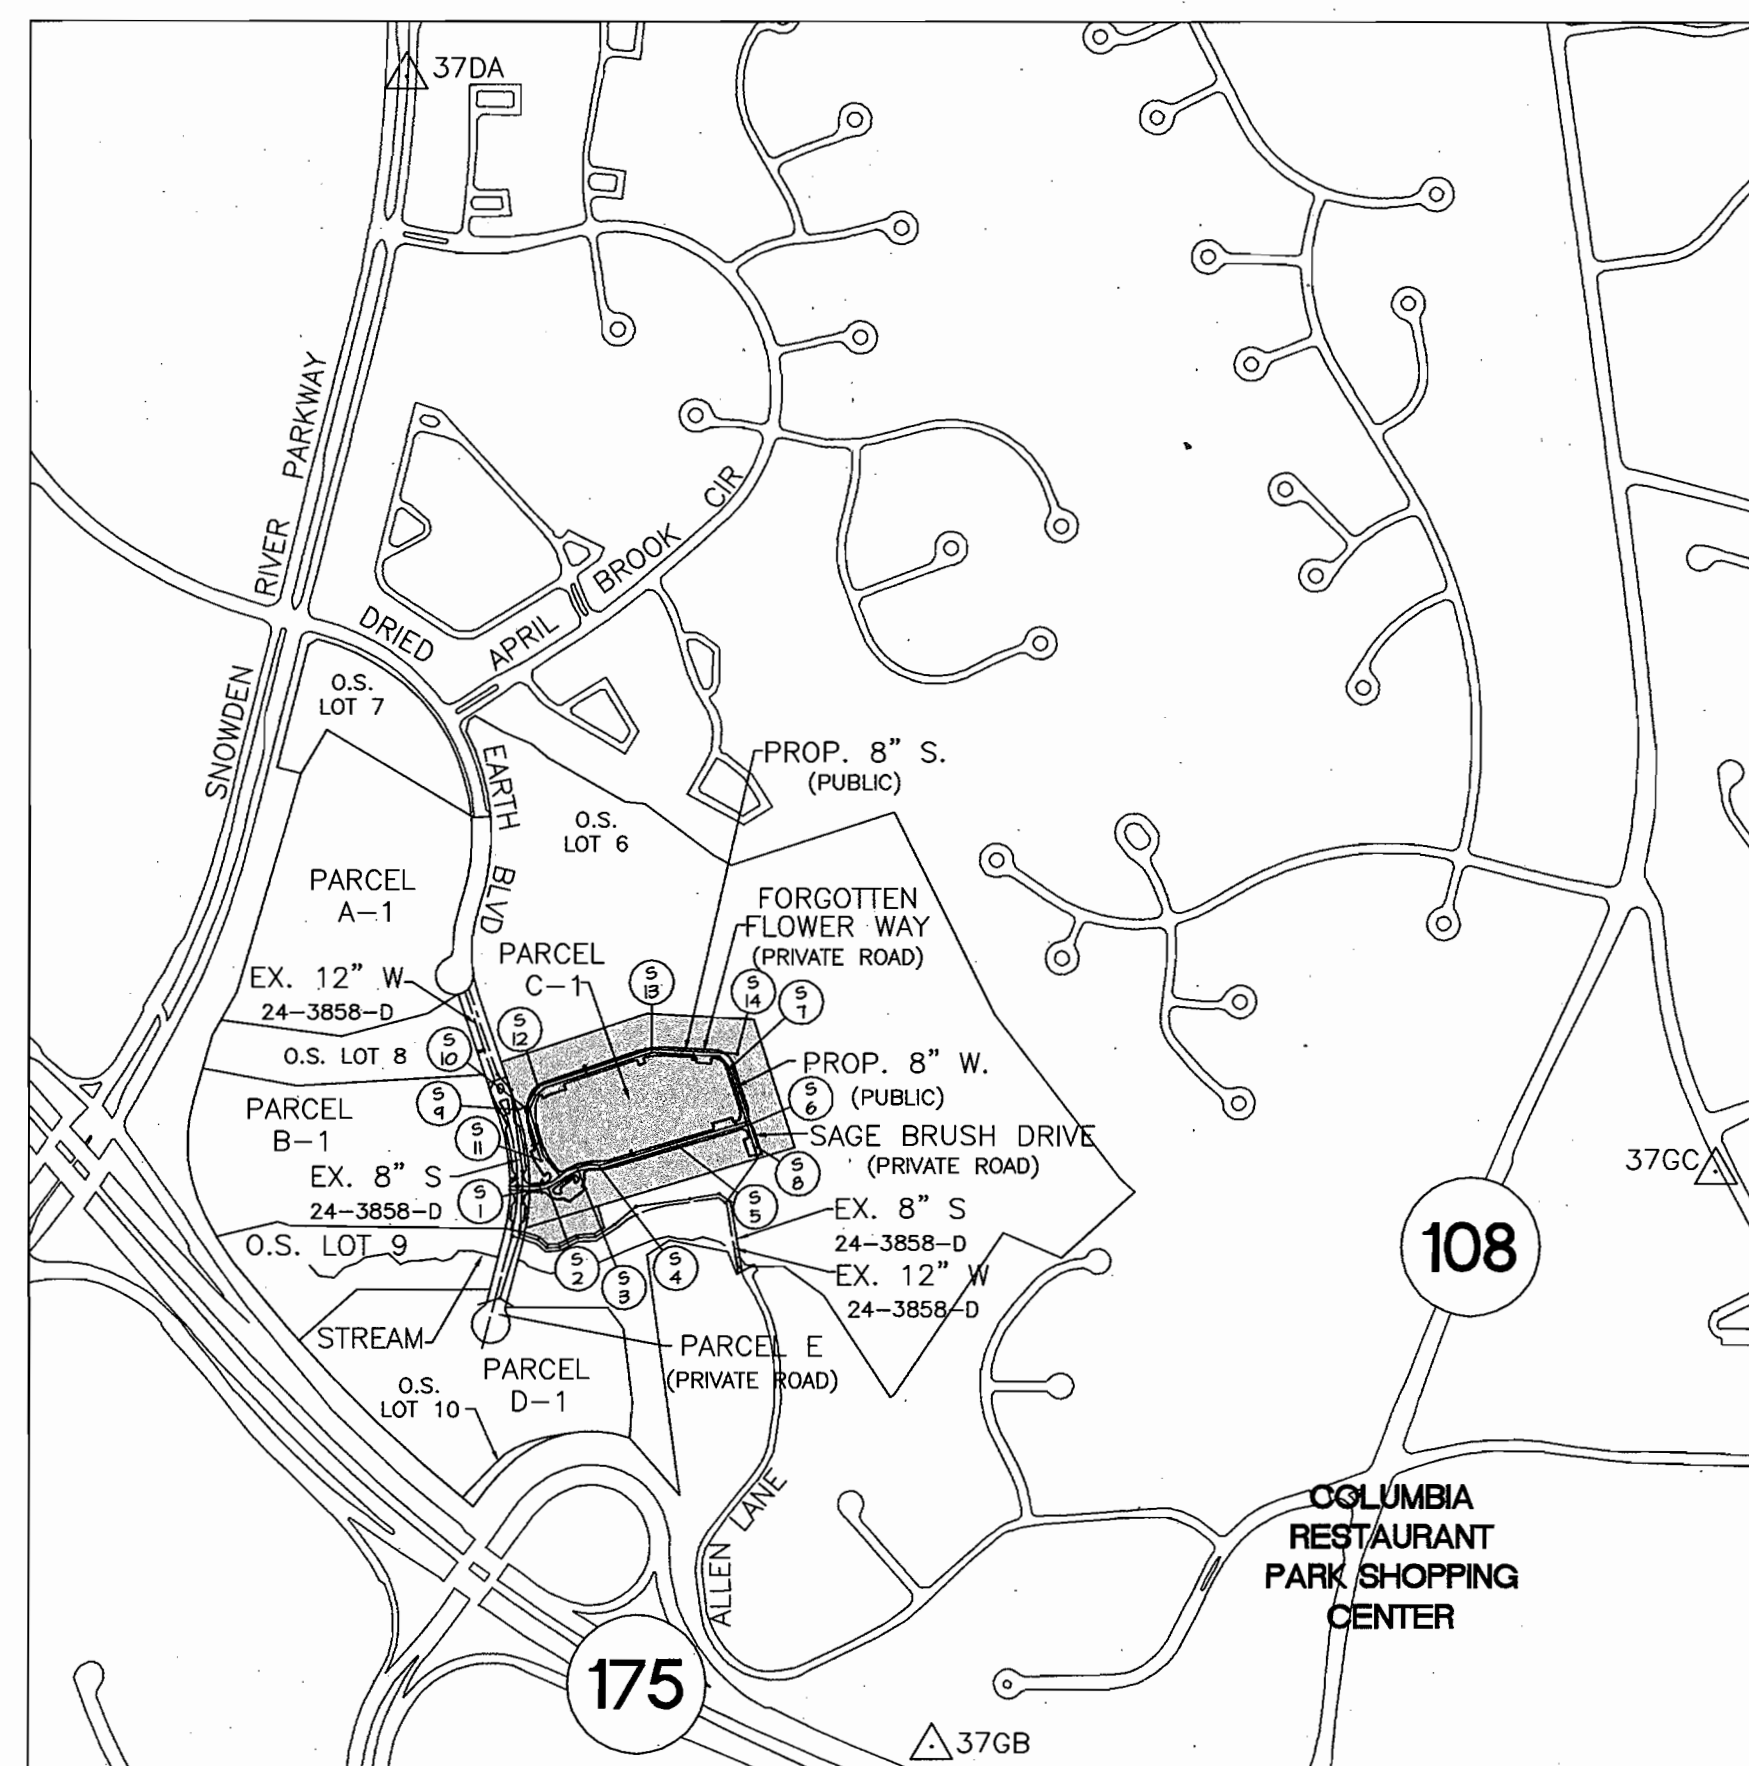 37DA
SNOWDEN RIVER PARKWAY
DRIED APRIL BROOK CIR
O.S.
LOT 7
EARTH BLVD
PROP. 8" S.
(PUBLIC)
O.S.
LOT 6
PARCEL
A-1
FORGOTTEN
FLOWER WAY
(PRIVATE ROAD)
PARCEL
C-1
EX. 12" W
24-3858-D
S
13
S
14
S
7
S
12
S
10
O.S. LOT 8
PROP. 8" W.
(PUBLIC)
S
9
S
6
PARCEL
B-1
S
11
SAGE BRUSH DRIVE
(PRIVATE ROAD)
EX. 8" S
24-3858-D
S
8
S
1
S
5
EX. 8" S
24-3858-D
O.S. LOT 9
S
2
S
3
S
4
EX. 12" W
24-3858-D
STREAM
PARCEL E
(PRIVATE ROAD)
PARCEL
D-1
O.S.
LOT 10
37GC
108
ALLEN LANE
COLUMBIA
RESTAURANT
PARK SHOPPING
CENTER
175
37GB